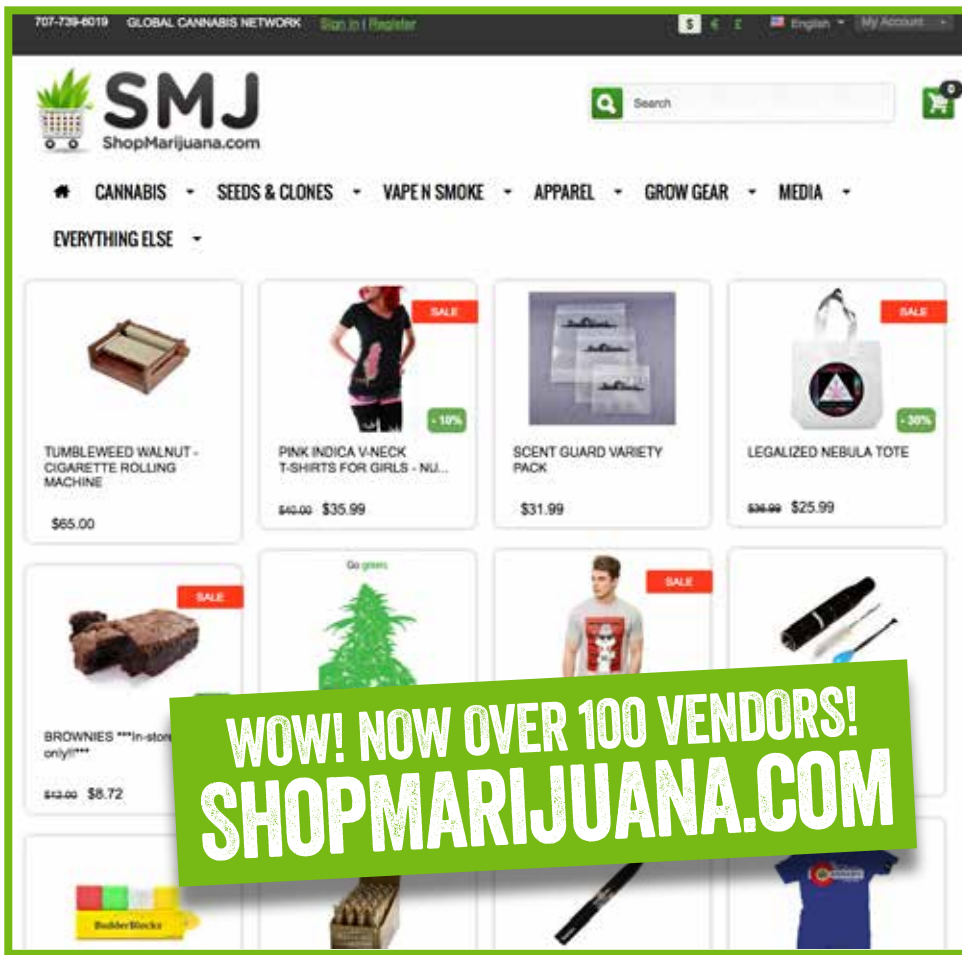 707-739-6019 GLOBAL CANNABIS NETWORK Sign in | Register $ € £ English My Account
0
SMJ
ShopMarijuana.com
Search
CANNABIS SEEDS & CLONES VAPE N SMOKE APPAREL GROW GEAR MEDIA
EVERYTHING ELSE
SALE
SALE
- 10%
- 30%
TUMBLEWEED WALNUT -
CIGARETTE ROLLING
MACHINE
$65.00
PINK INDICA V-NECK
T-SHIRTS FOR GIRLS - NU...
$40.00 $35.99
SCENT GUARD VARIETY
PACK
$31.99
LEGALIZED NEBULA TOTE
$36.99 $25.99
SALE
Go green.
SALE
BROWNIES ***In-store
only!!***
$12.00 $8.72
WOW! NOW OVER 100 VENDORS!
SHOPMARIJUANA.COM
BudderBlocks